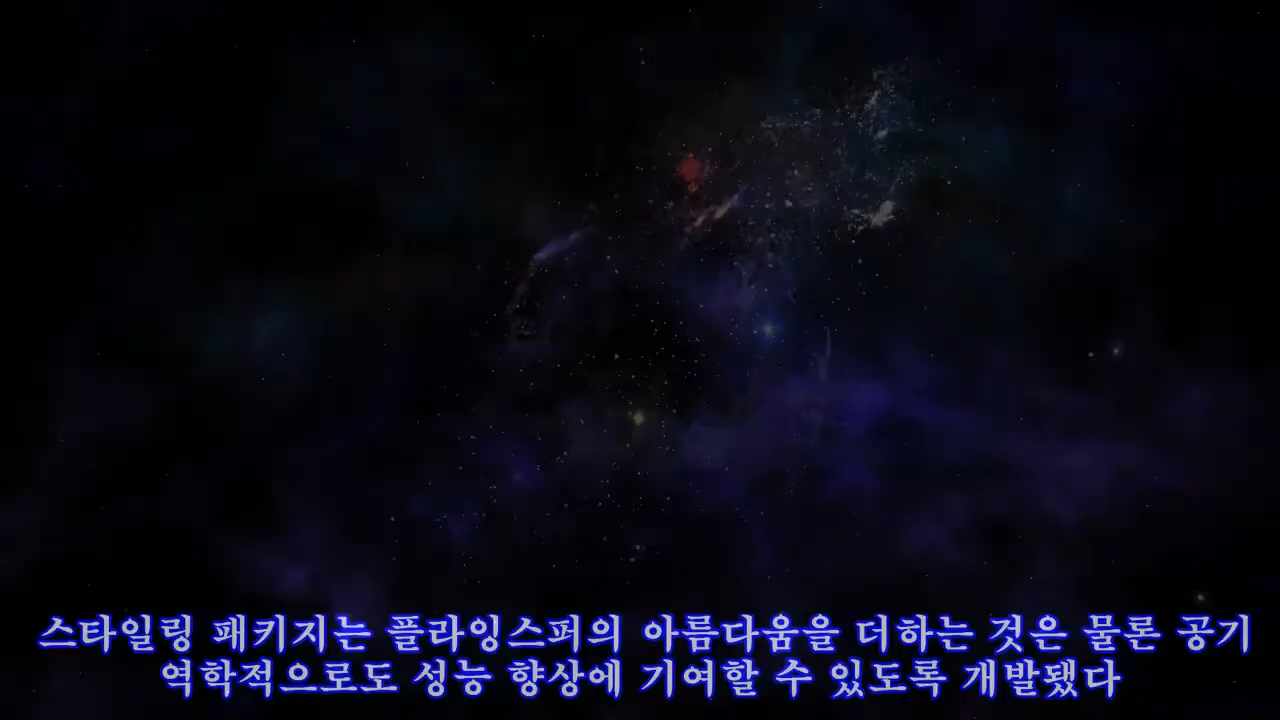 스타일링 패키지는 플라잉스퍼의 아름다움을 더하는 것은 물론 공기
역학적으로도 성능 향상에 기여할 수 있도록 개발됐다